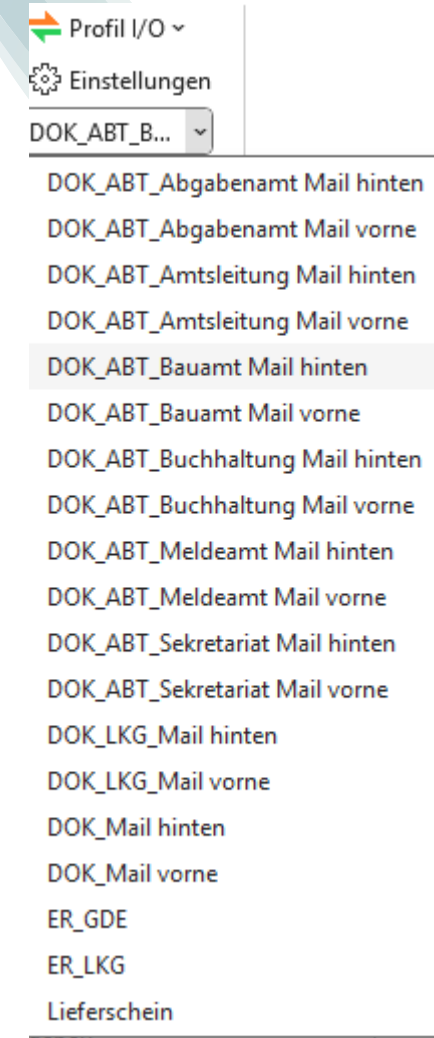 Profil I/O
Einstellungen
DOK_ABT_B...
DOK_ABT_Abgabenamt Mail hinten
DOK_ABT_Abgabenamt Mail vorne
DOK_ABT_Amtsleitung Mail hinten
DOK_ABT_Amtsleitung Mail vorne
DOK_ABT_Bauamt Mail hinten
DOK_ABT_Bauamt Mail vorne
DOK_ABT_Buchhaltung Mail hinten
DOK_ABT_Buchhaltung Mail vorne
DOK_ABT_Meldeamt Mail hinten
DOK_ABT_Meldeamt Mail vorne
DOK_ABT_Sekretariat Mail hinten
DOK_ABT_Sekretariat Mail vorne
DOK_LKG_Mail hinten
DOK_LKG_Mail vorne
DOK_Mail hinten
DOK_Mail vorne
ER_GDE
ER_LKG
Lieferschein